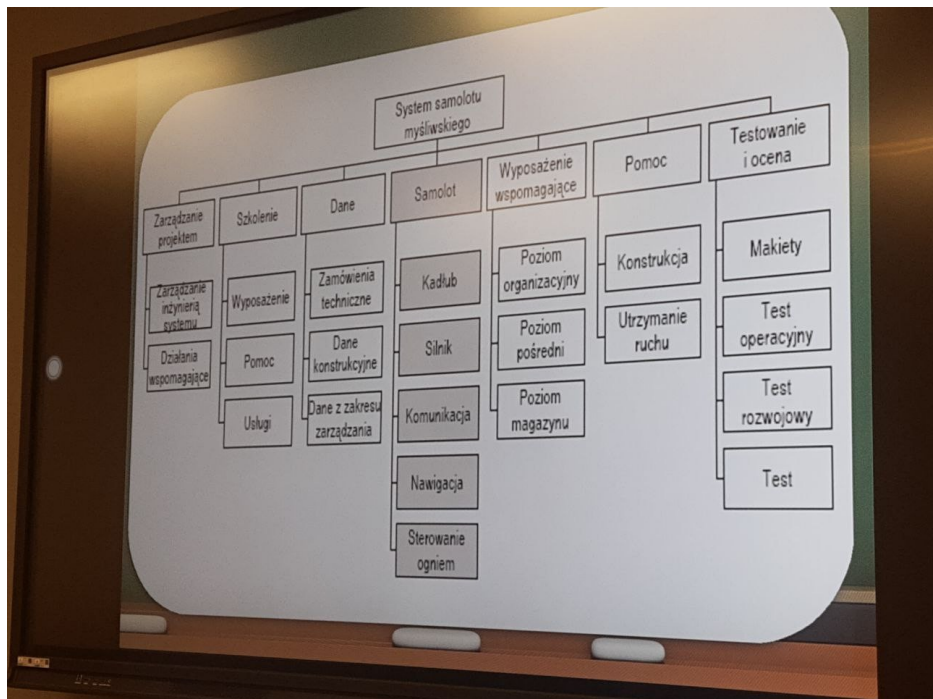 System samolotu
myśliwskiego
Zarządzanie
projektem
Szkolenie
Dane
Samolot
Wyposażenie
wspomagające
Pomoc
Testowanie
i ocena
Zarządzanie
inżynierią
systemu
Działania
wspomagające
Wyposażenie
Pomoc
Usługi
Zamówienia
techniczne
Dane
konstrukcyjne
Dane z zakresu
zarządzania
Kadłub
Silnik
Komunikacja
Nawigacja
Sterowanie
ogniem
Poziom
organizacyjny
Poziom
pośredni
Poziom
magazynu
Konstrukcja
Utrzymanie
ruchu
Makiety
Test
operacyjny
Test
rozwojowy
Test